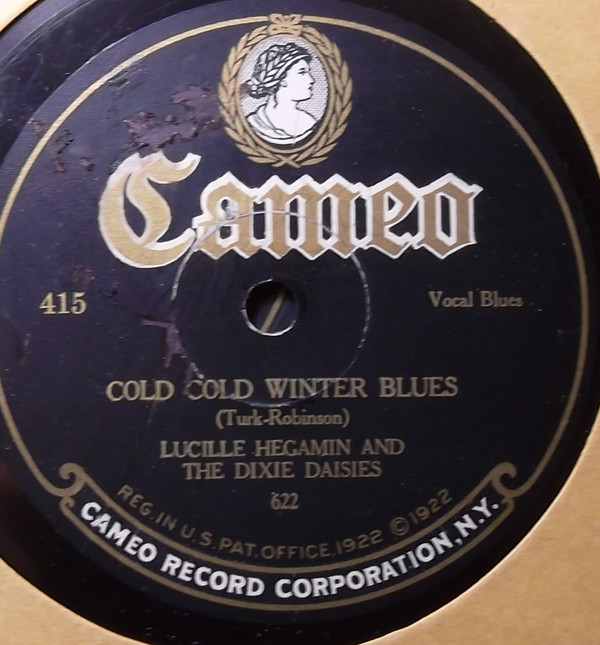 Cameo
415
Vocal Blues
COLD COLD WINTER BLUES
(Turk-Robinson)
LUCILLE HEGAMIN AND
THE DIXIE DAISIES
622
REG. IN U.S. PAT. OFFICE. 1922 © 1922
CAMEO RECORD CORPORATION, N.Y.